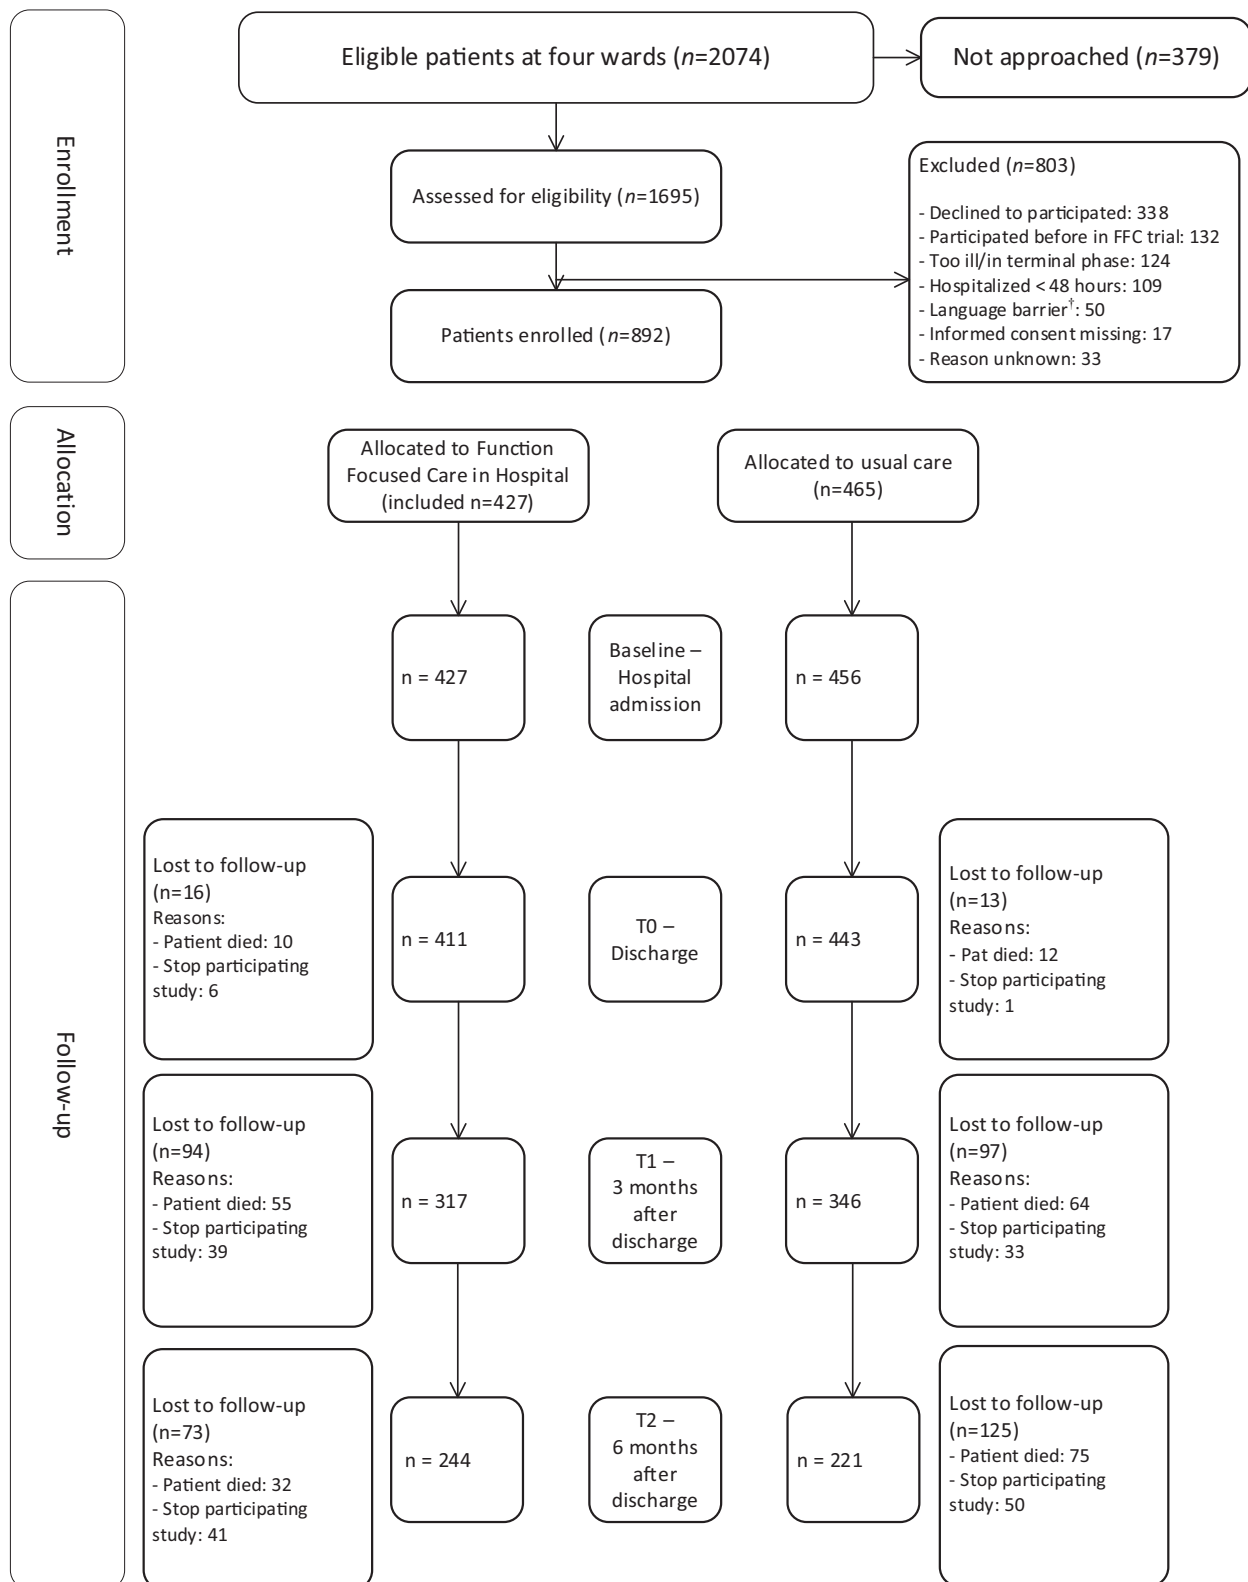 Enrollment
Eligible patients at four wards (n=2074)
Not approached (n=379)
Assessed for eligibility (n=1695)
Excluded (n=803)
- Declined to participated: 338
- Participated before in FFC trial: 132
- Too ill/in terminal phase: 124
- Hospitalized < 48 hours: 109
- Language barrier†: 50
- Informed consent missing: 17
- Reason unknown: 33
Patients enrolled (n=892)
Allocation
Allocated to Function
Focused Care in Hospital
(included n=427)
Allocated to usual care
(n=465)
Follow-up
n = 427
Baseline –
Hospital
admission
n = 456
Lost to follow-up
(n=16)
Reasons:
- Patient died: 10
- Stop participating
study: 6
n = 411
T0 –
Discharge
n = 443
Lost to follow-up
(n=13)
Reasons:
- Pat died: 12
- Stop participating
study: 1
Lost to follow-up
(n=94)
Reasons:
- Patient died: 55
- Stop participating
study: 39
n = 317
T1 –
3 months
after
discharge
n = 346
Lost to follow-up
(n=97)
Reasons:
- Patient died: 64
- Stop participating
study: 33
Lost to follow-up
(n=73)
Reasons:
- Patient died: 32
- Stop participating
study: 41
n = 244
T2 –
6 months
after
discharge
n = 221
Lost to follow-up
(n=125)
- Patient died: 75
- Stop participating
study: 50